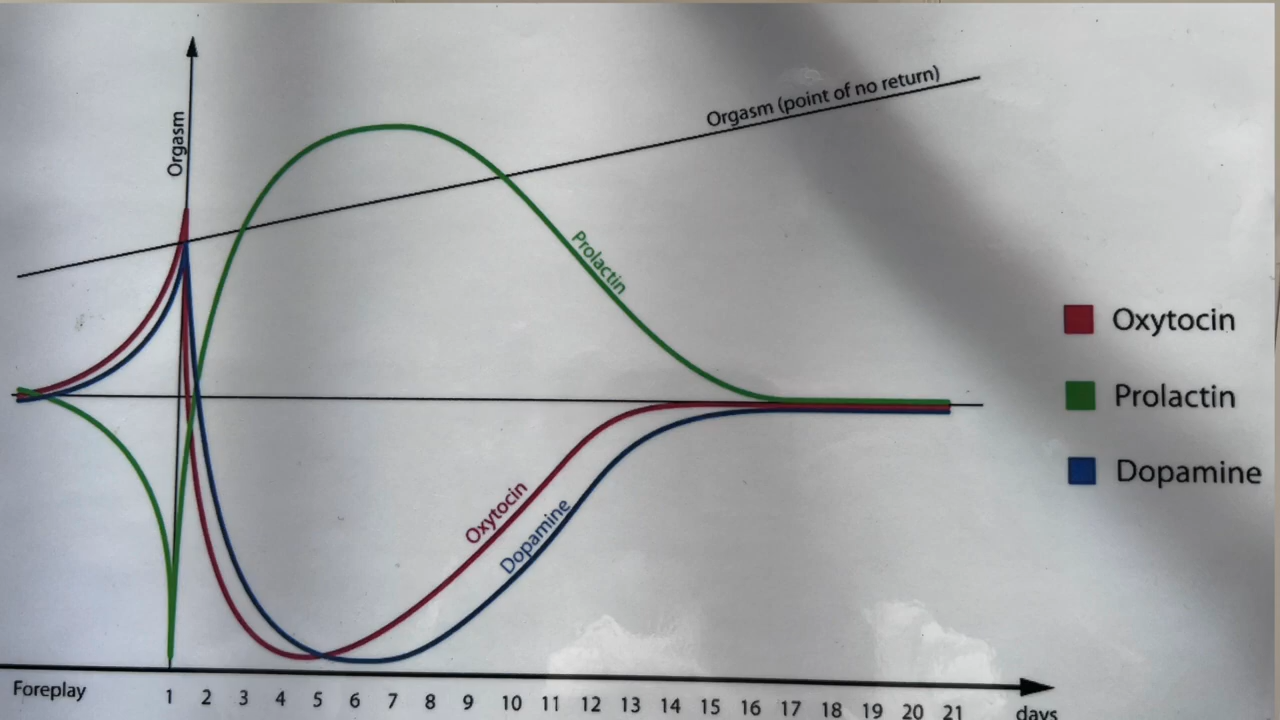 Orgasm
Orgasm (point of no return)
Prolactin
Oxytocin
Dopamine
Oxytocin
Prolactin
Dopamine
Foreplay 1 2 3 4 5 6 7 8 9 10 11 12 13 14 15 16 17 18 19 20 21 days